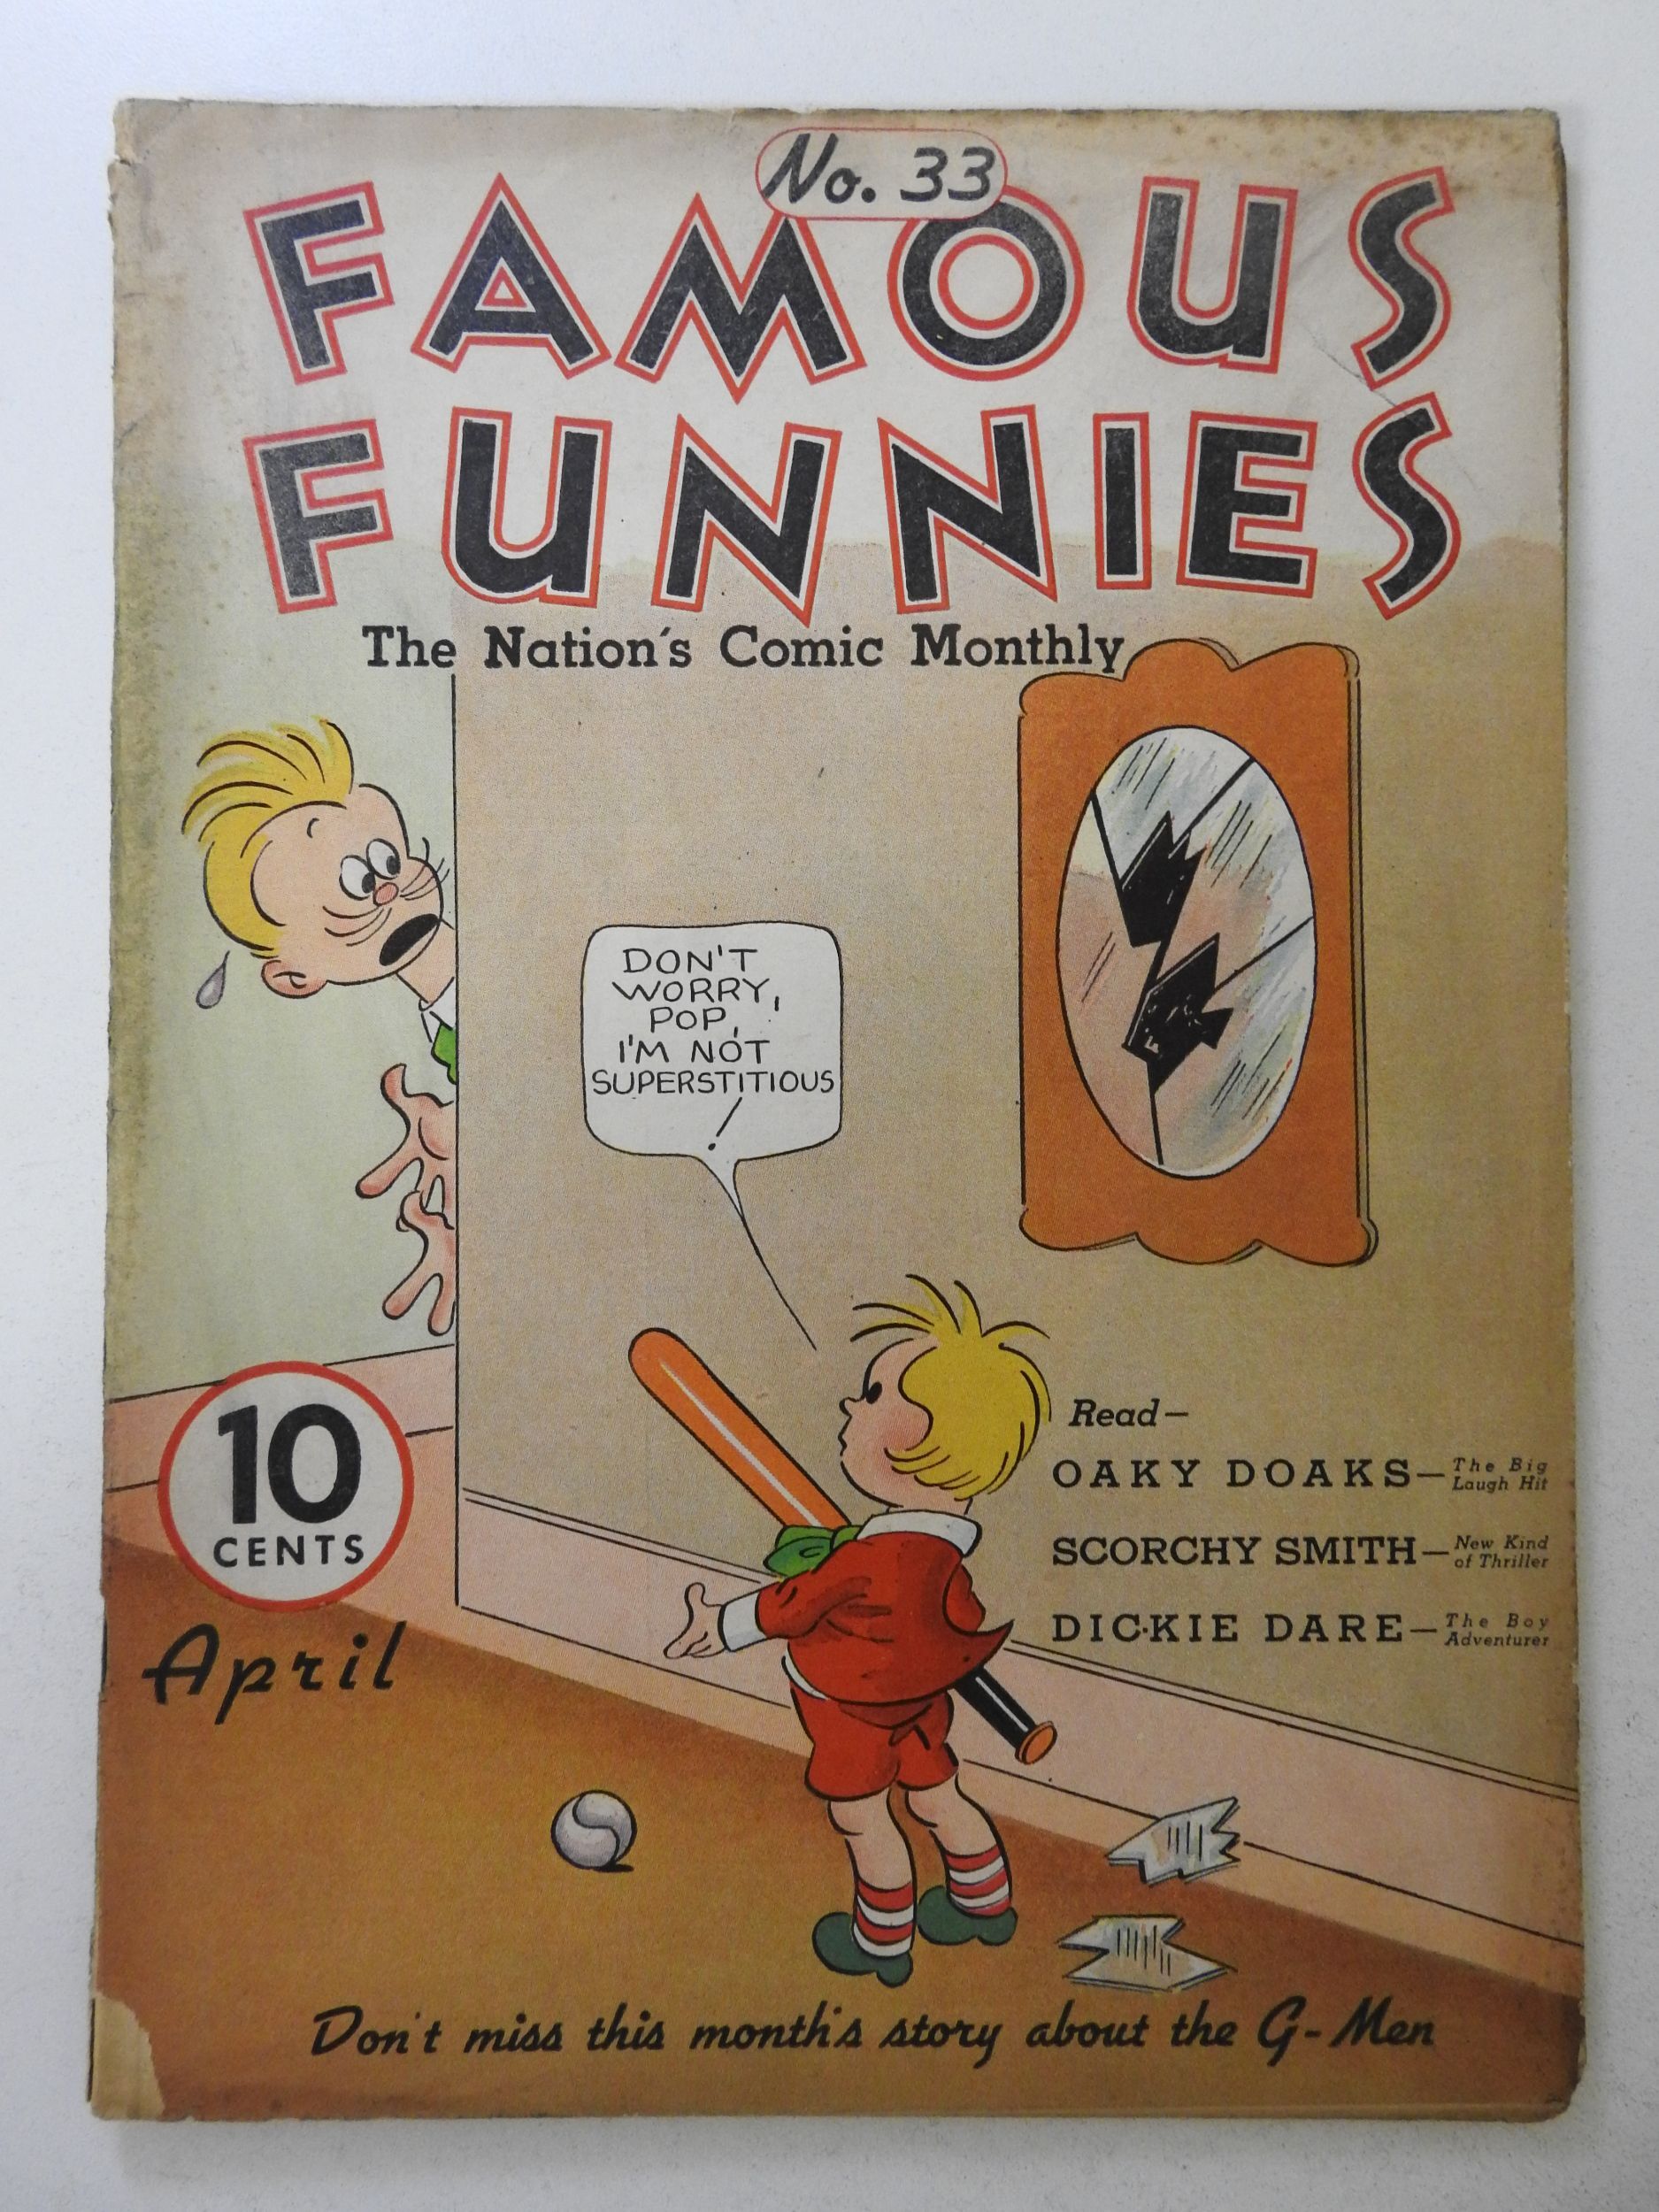 No. 33
FAMOUS
FUNNIES
The Nation's Comic Monthly
DON'T
WORRY,
POP,
I'M NOT
SUPERSTITIOUS
!
10
CENTS
April
Read—
OAKY DOAKS—The Big
Laugh Hit
SCORCHY SMITH—New Kind
of Thriller
DICKIE DARE—The Boy
Adventurer
Don't miss this month's story about the G-Men